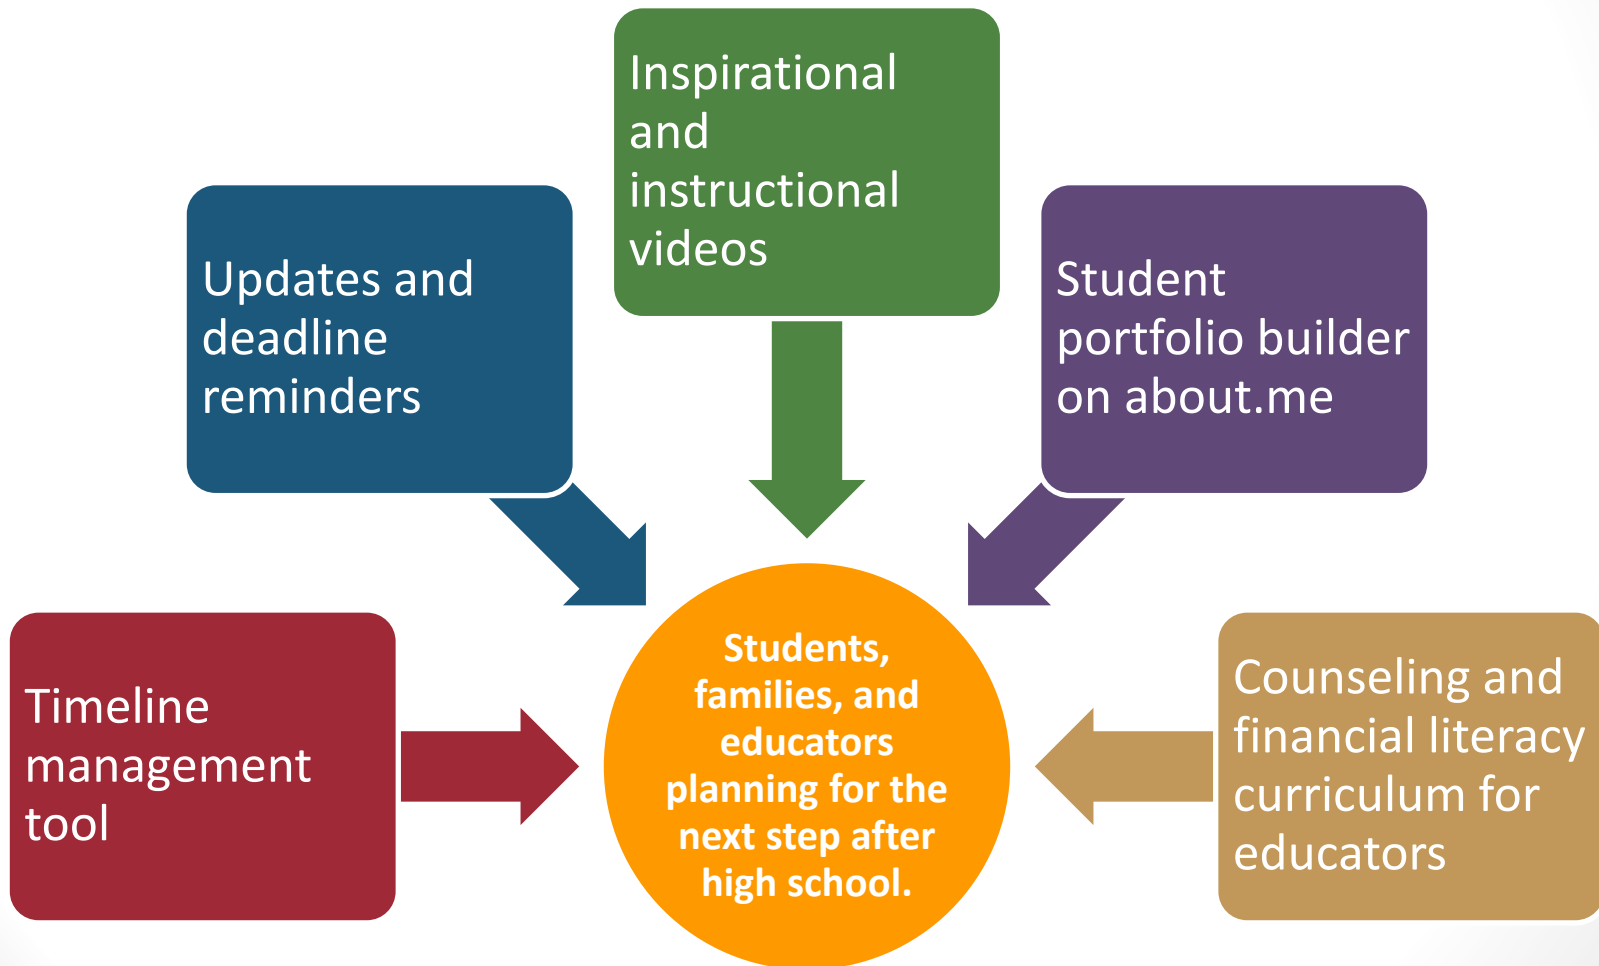 Inspirational
and
instructional
videos
Updates and
deadline
reminders
Student
portfolio builder
on about.me
Timeline
management
tool
Students,
families, and
educators
planning for the
next step after
high school.
Counseling and
financial literacy
curriculum for
educators